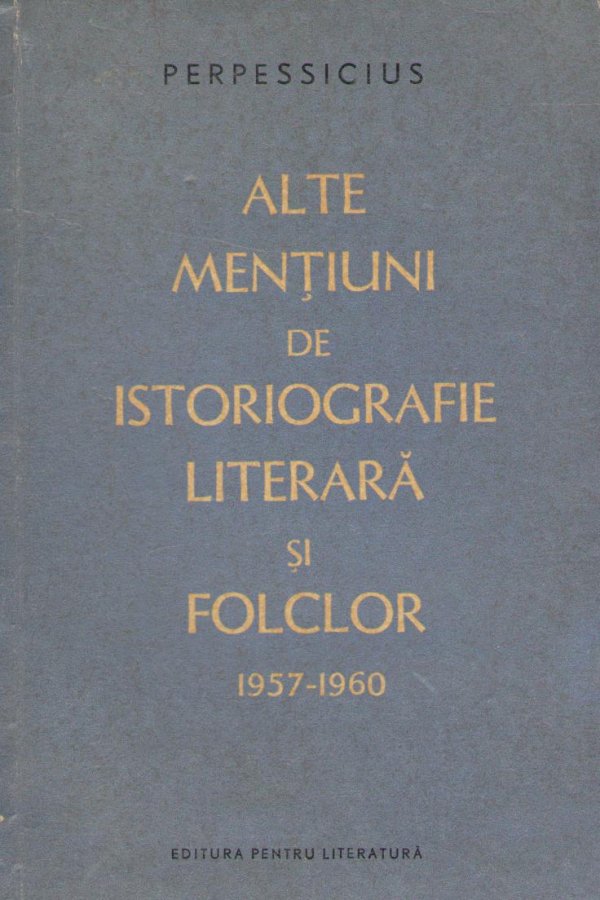 PERPESSICIUS
ALTE
MENȚIUNI
DE
ISTORIOGRAFIE
LITERARĂ
ȘI
FOLCLOR
1957-1960
EDITURA PENTRU LITERATURĂ